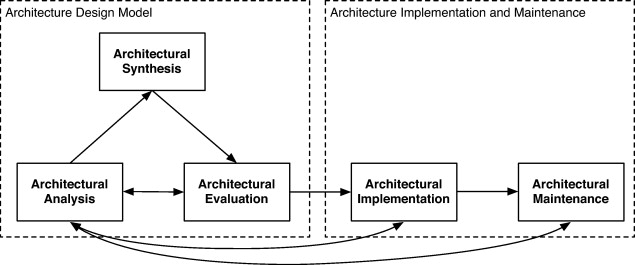 Architecture Design Model
Architecture Implementation and Maintenance
Architectural
Synthesis
Architectural
Analysis
Architectural
Evaluation
Architectural
Implementation
Architectural
Maintenance